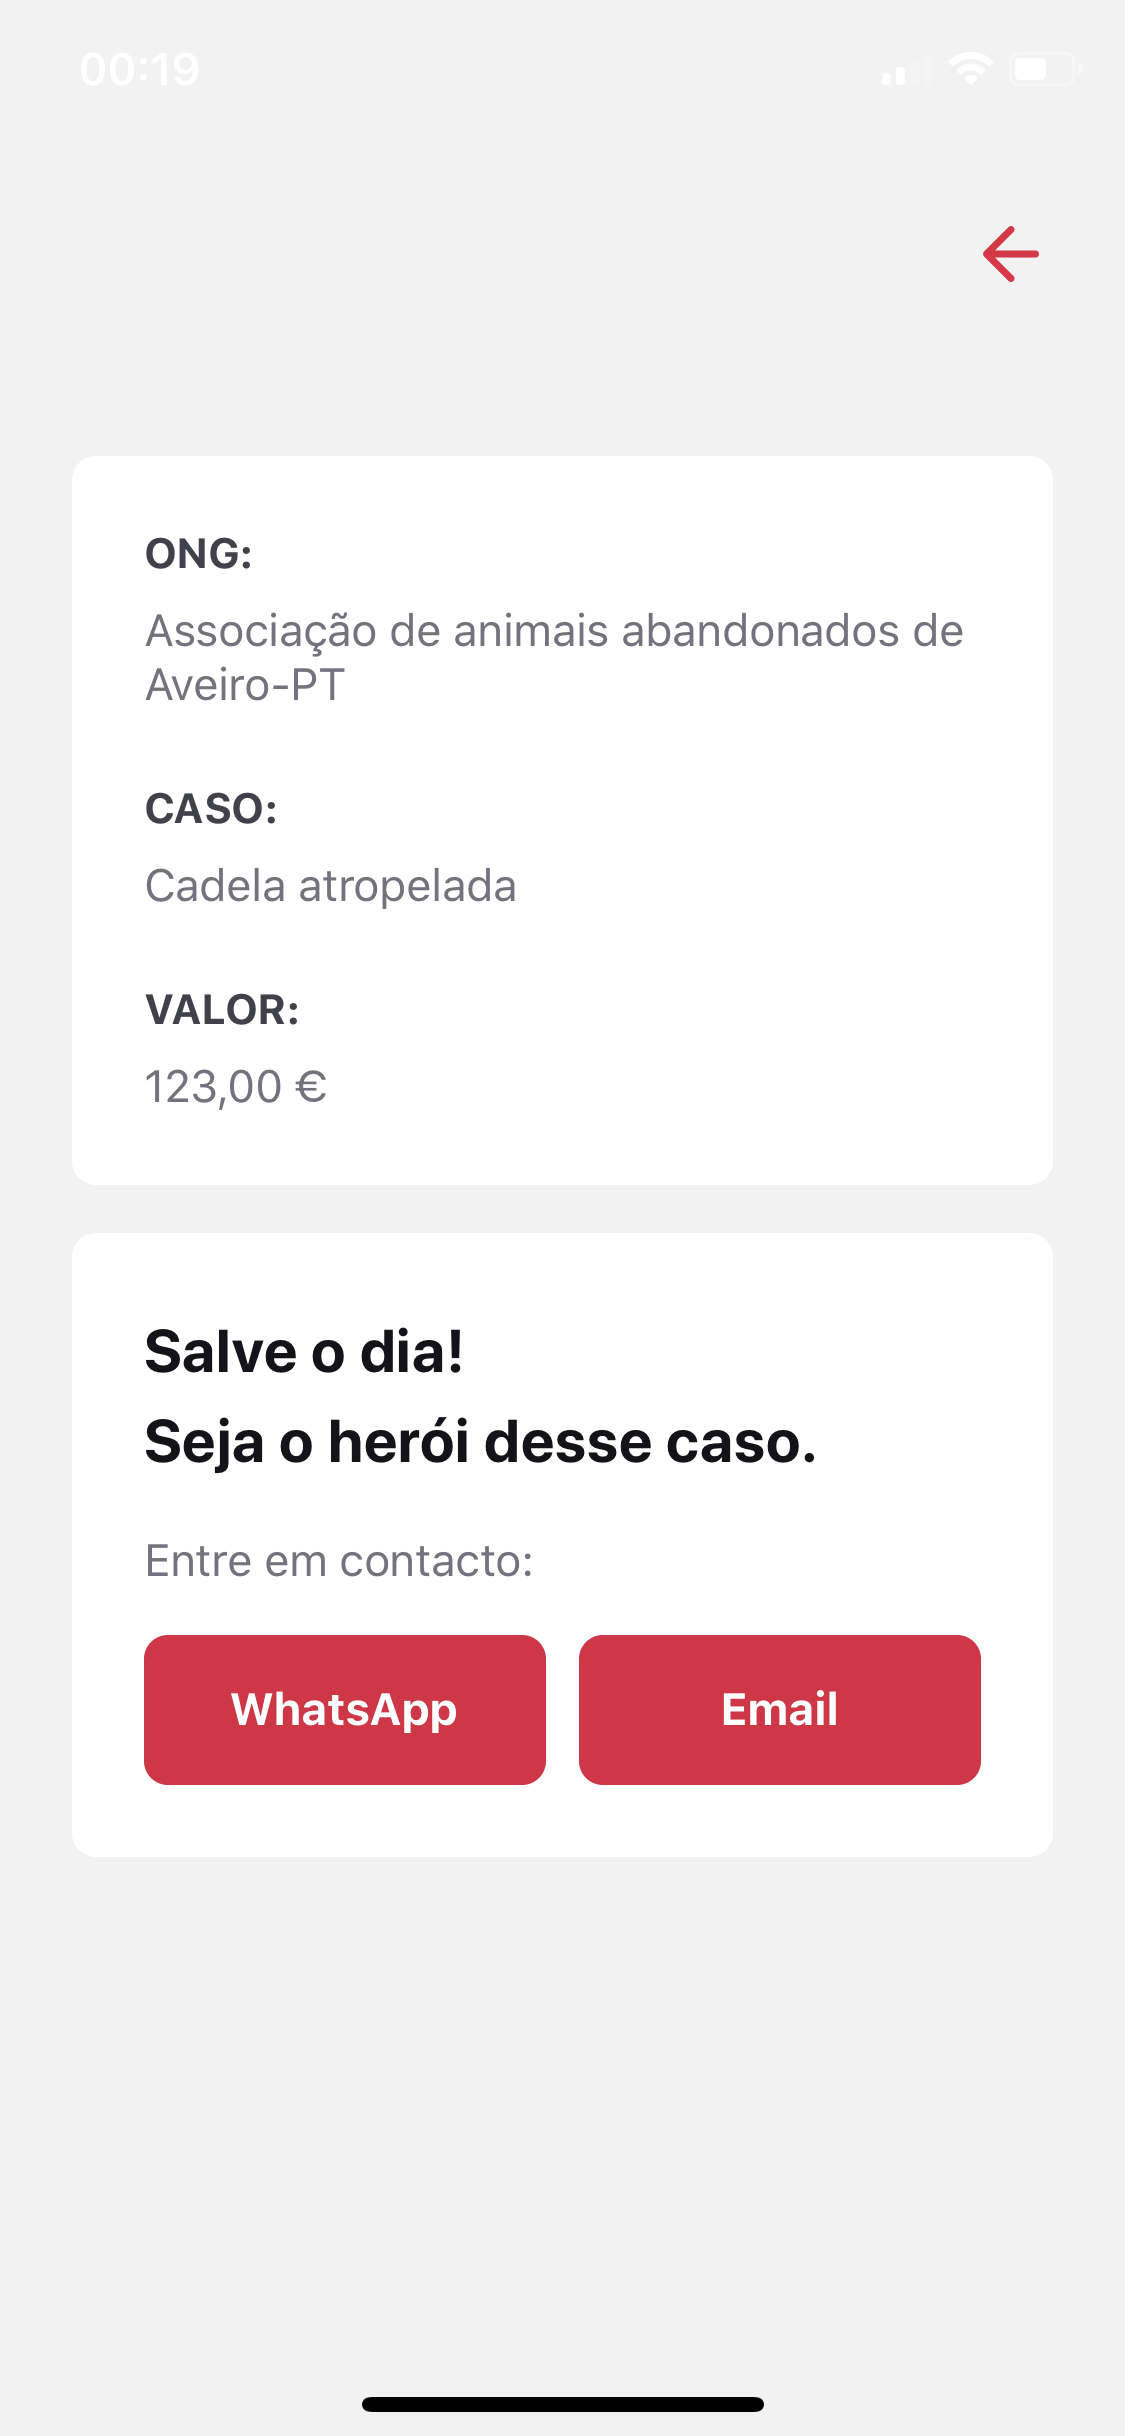 00:19
ONG:
Associação de animais abandonados de
Aveiro-PT
CASO:
Cadela atropelada
VALOR:
123,00 €
Salve o dia!
Seja o herói desse caso.
Entre em contacto:
WhatsApp
Email